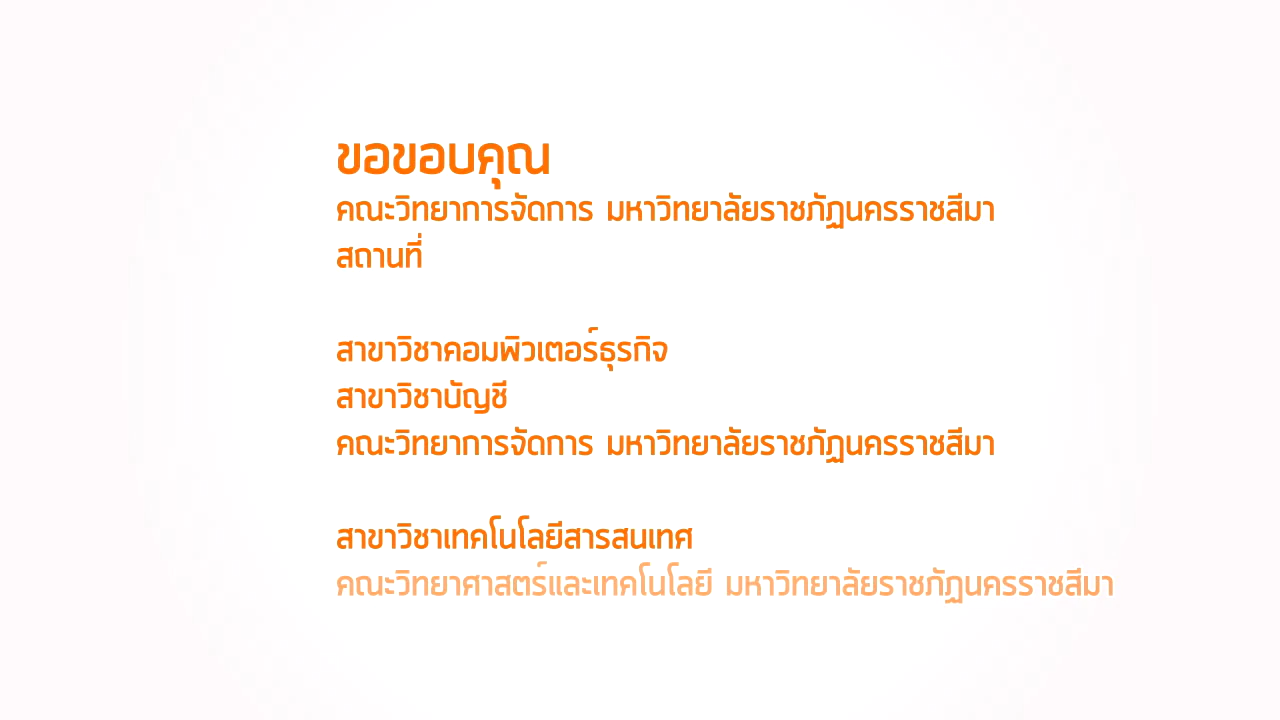 ขอขอบคุณ
คณะวิทยาการจัดการ มหาวิทยาลัยราชภัฏนครราชสีมา
สถานที่
สาขาวิชาคอมพิวเตอร์ธุรกิจ
สาขาวิชาบัญชี
คณะวิทยาการจัดการ มหาวิทยาลัยราชภัฏนครราชสีมา
สาขาวิชาเทคโนโลยีสารสนเทศ
คณะวิทยาศาสตร์และเทคโนโลยี มหาวิทยาลัยราชภัฏนครราชสีมา